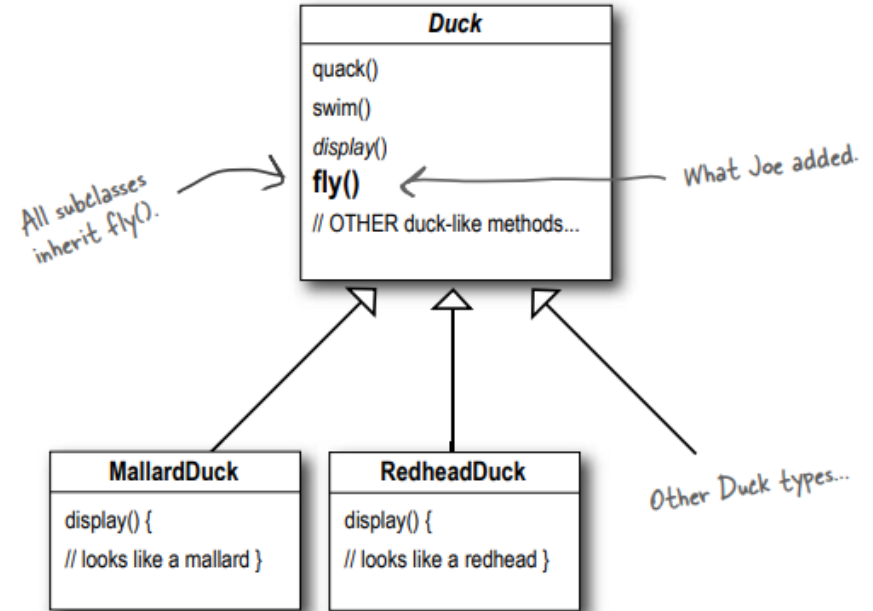 Duck
quack()
swim()
display()
fly()
// OTHER duck-like methods...
All subclasses
inherit fly().
What Joe added.
MallardDuck
display() {
// looks like a mallard }
RedheadDuck
display() {
// looks like a redhead }
Other Duck types...